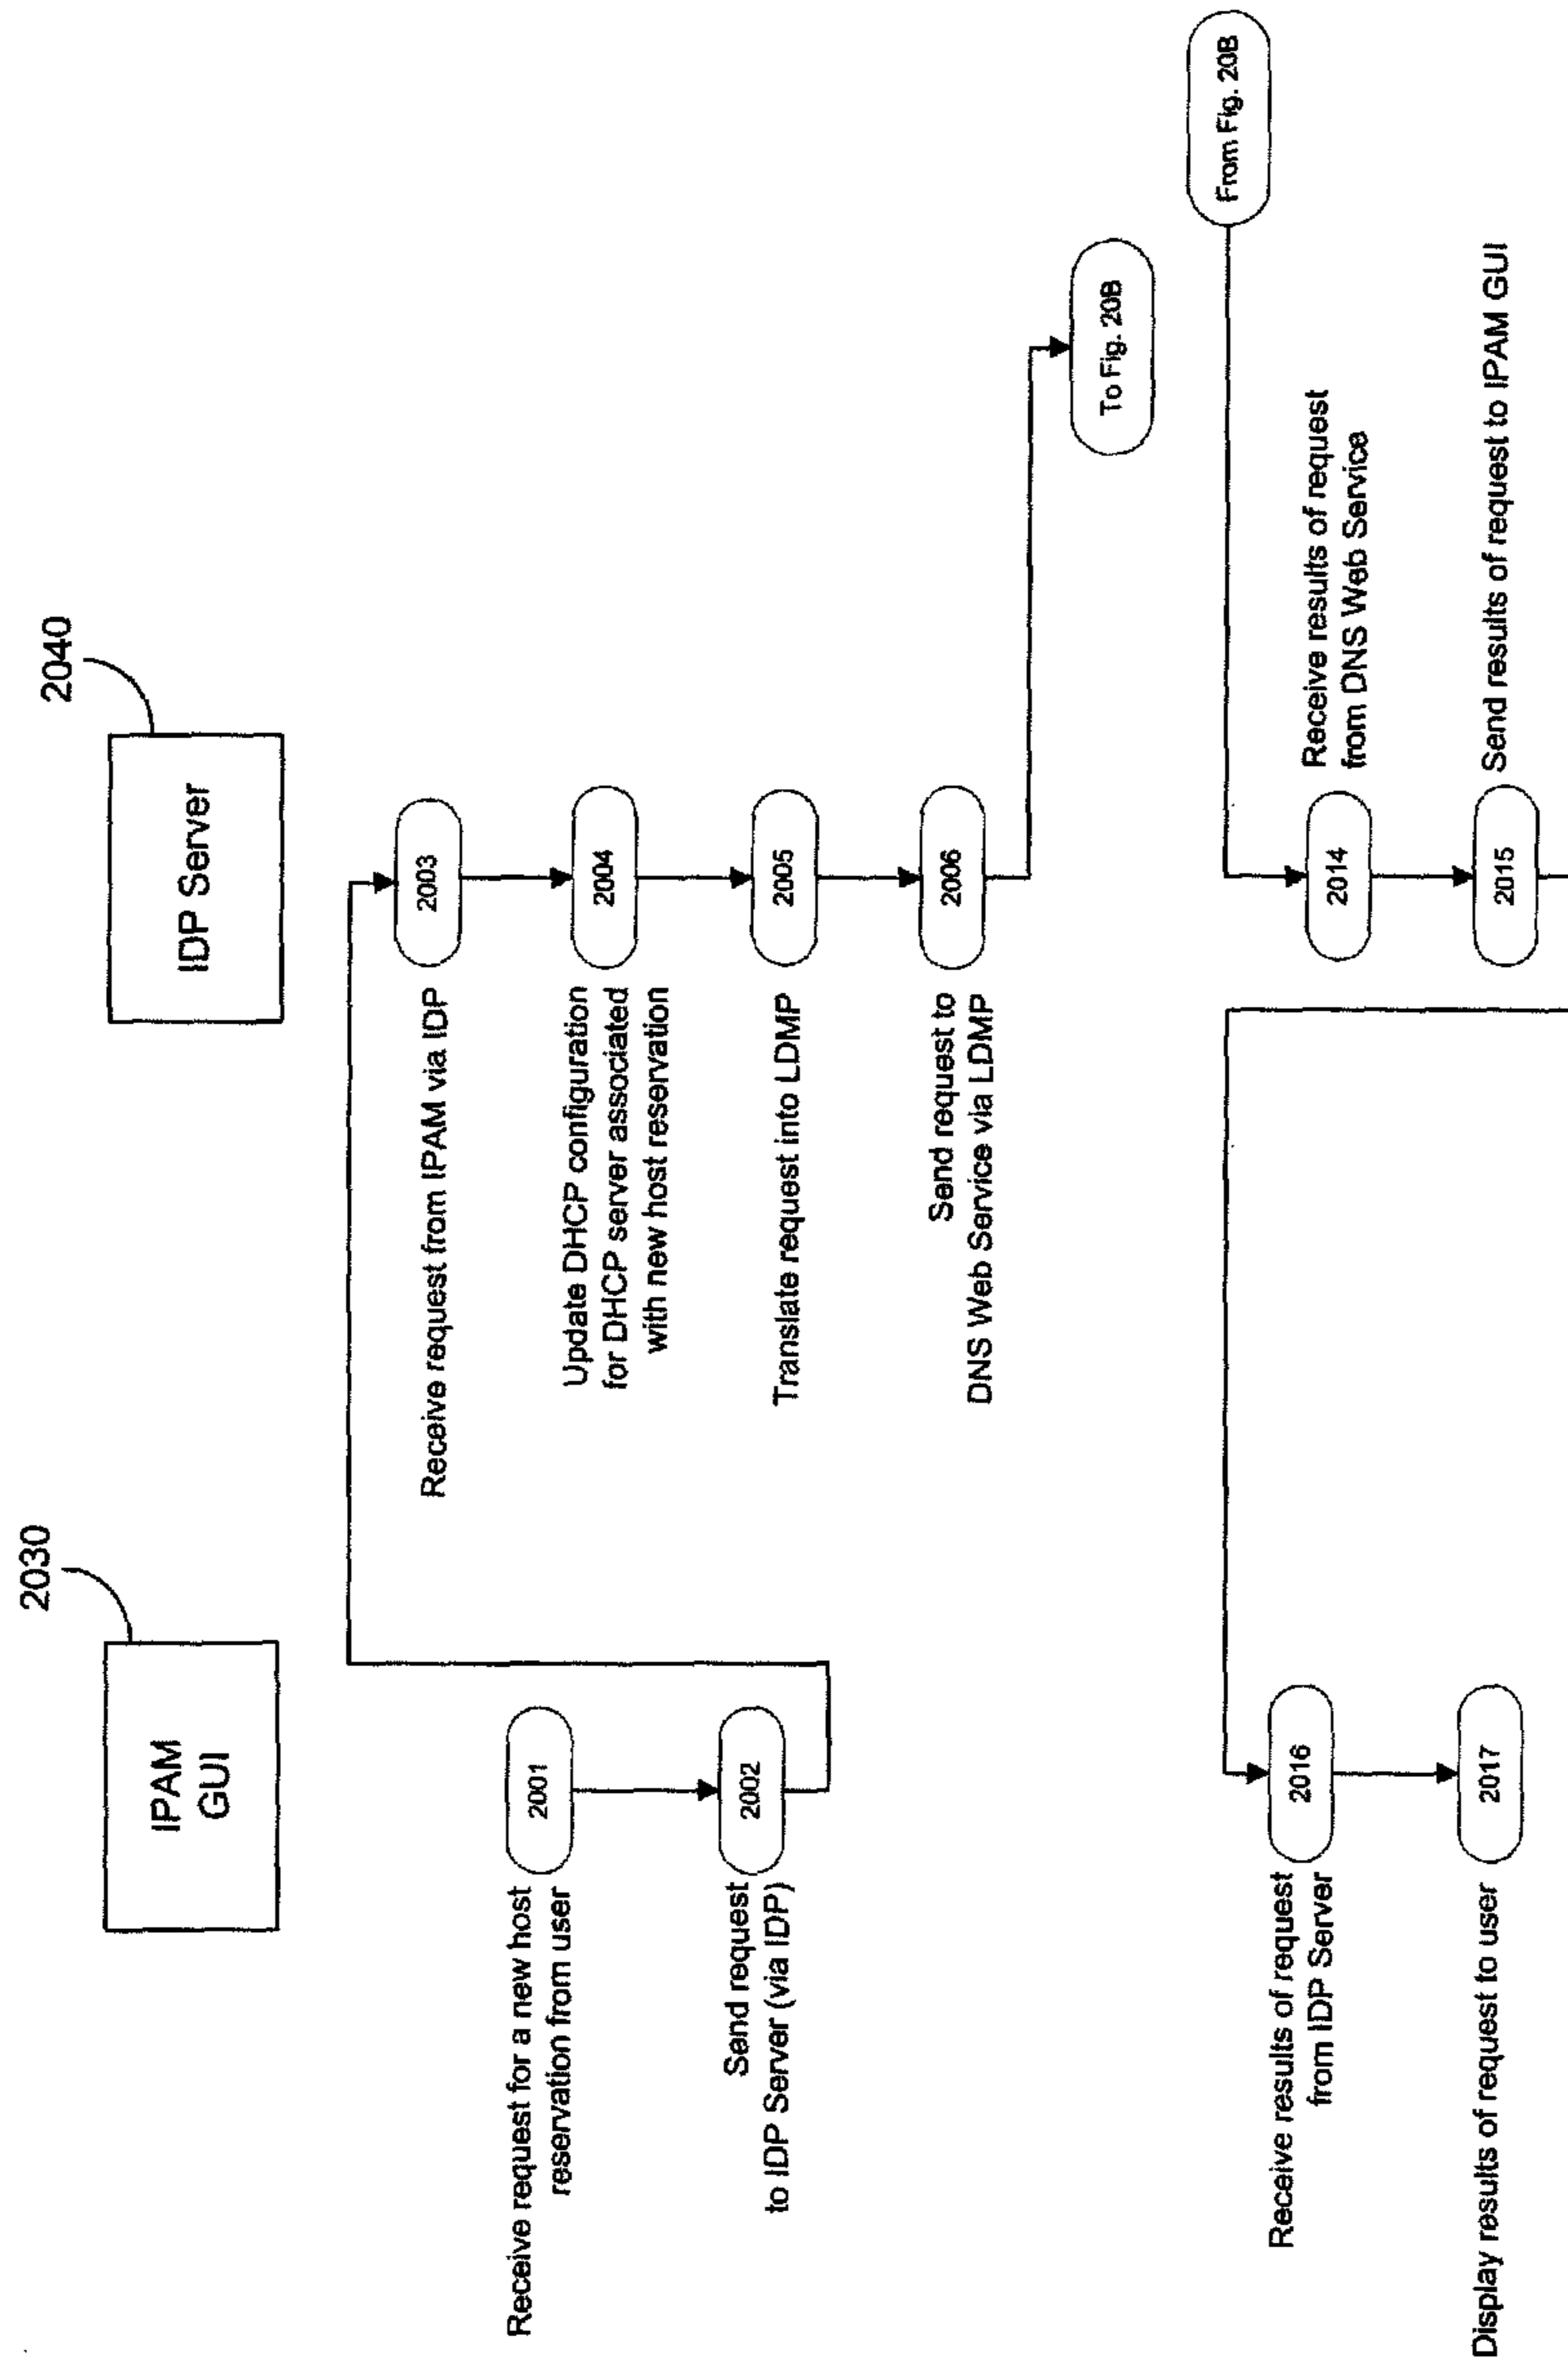 2030
IPAM
GUI
2040
IDP Server
Receive request for a new host
reservation from user
2001
Send request
to IDP Server (via IDP)
2002
Receive request from IPAM via IDP
2003
Update DHCP configuration
for DHCP server associated
with new host reservation
2004
Translate request into LDMP
2005
Send request to
DNS Web Service via LDMP
2006
To Fig. 20B
From Fig. 20B
2014
Receive results of request
from DNS Web Service
2015
Send results of request to IPAM GUI
Receive results of request
from IDP Server
2016
Display results of request to user
2017